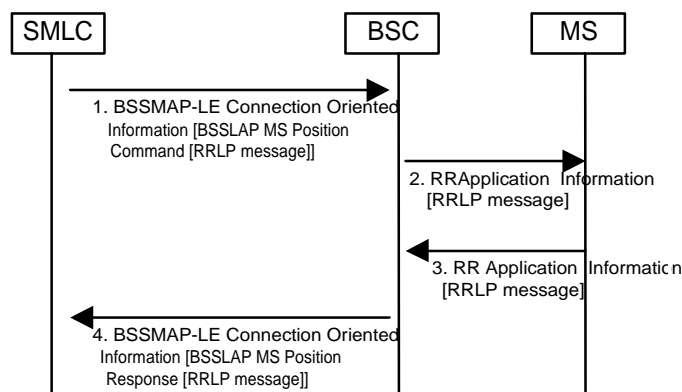 SMLC
BSC
MS
1. BSSMAP-LE Connection Oriented
Information [BSSLAP MS Position
Command [RRLP message]]
2. RRApplication Information
[RRLP message]
3. RR Application Information
[RRLP message]
4. BSSMAP-LE Connection Oriented
Information [BSSLAP MS Position
Response [RRLP message]]